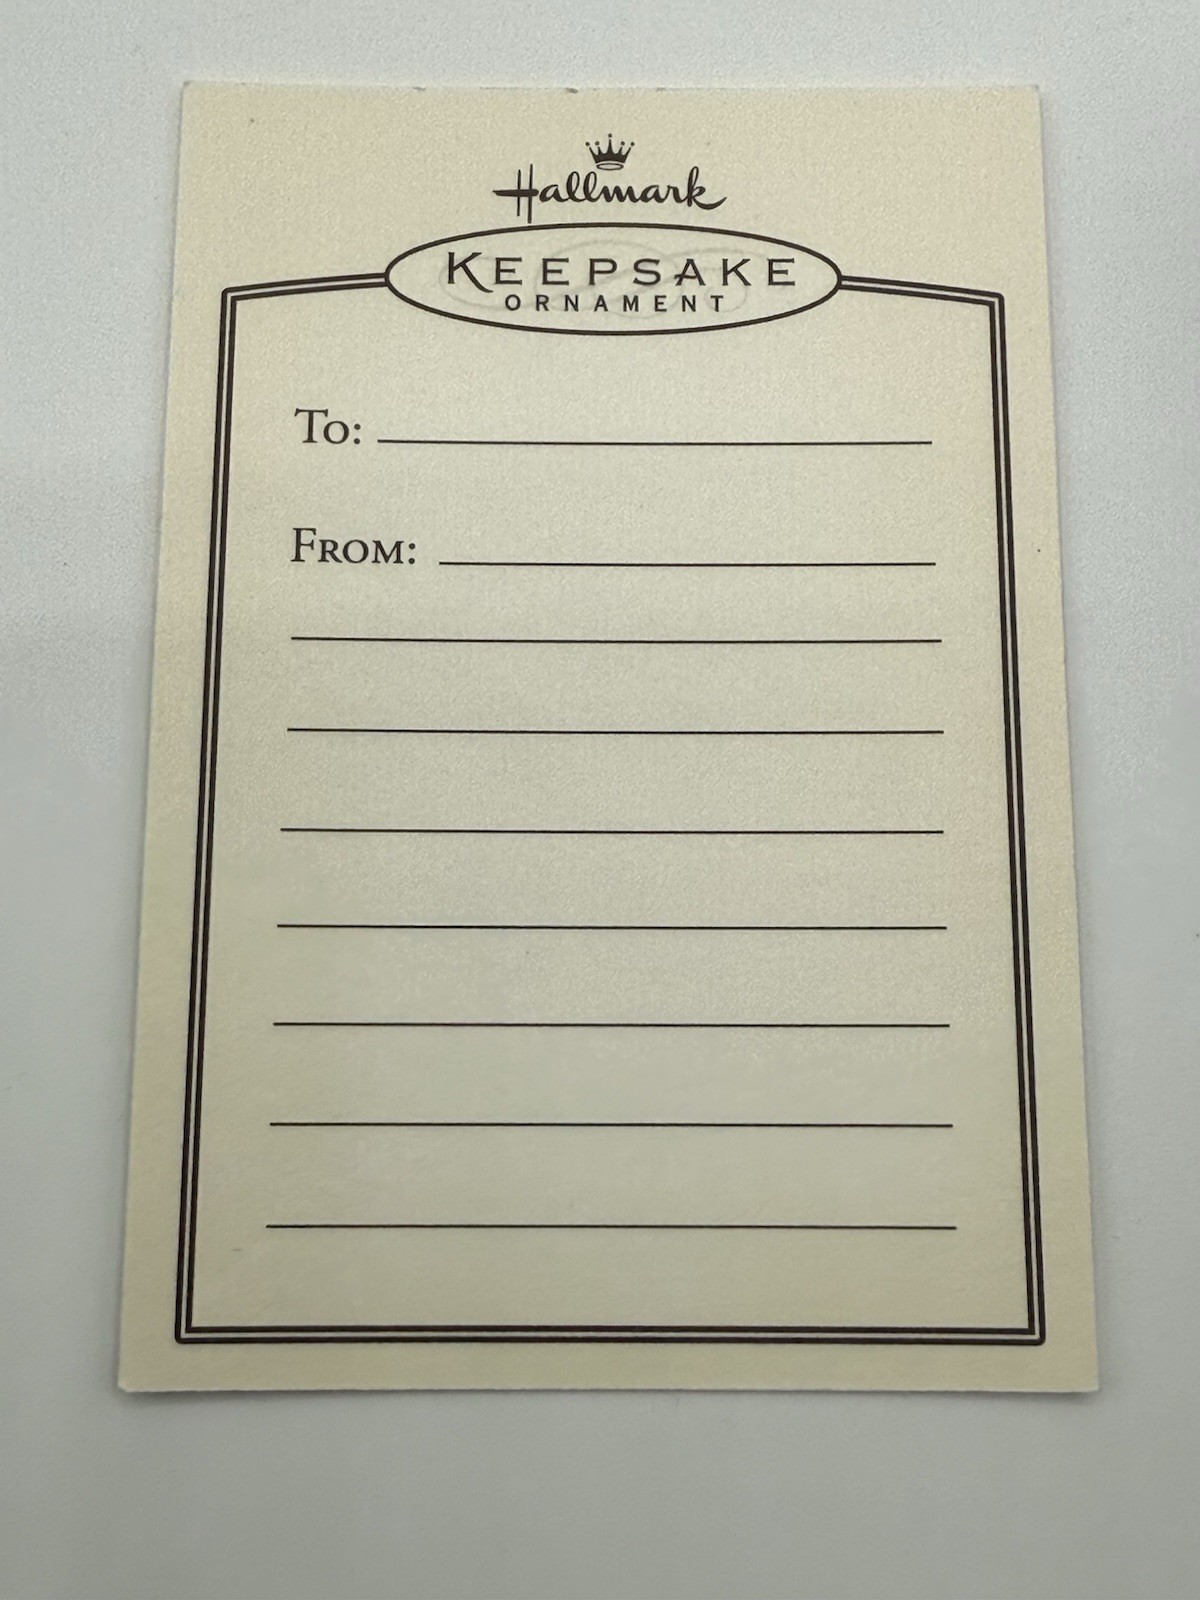 Hallmark
KEEPSAKE
ORNAMENT
TO:
FROM: